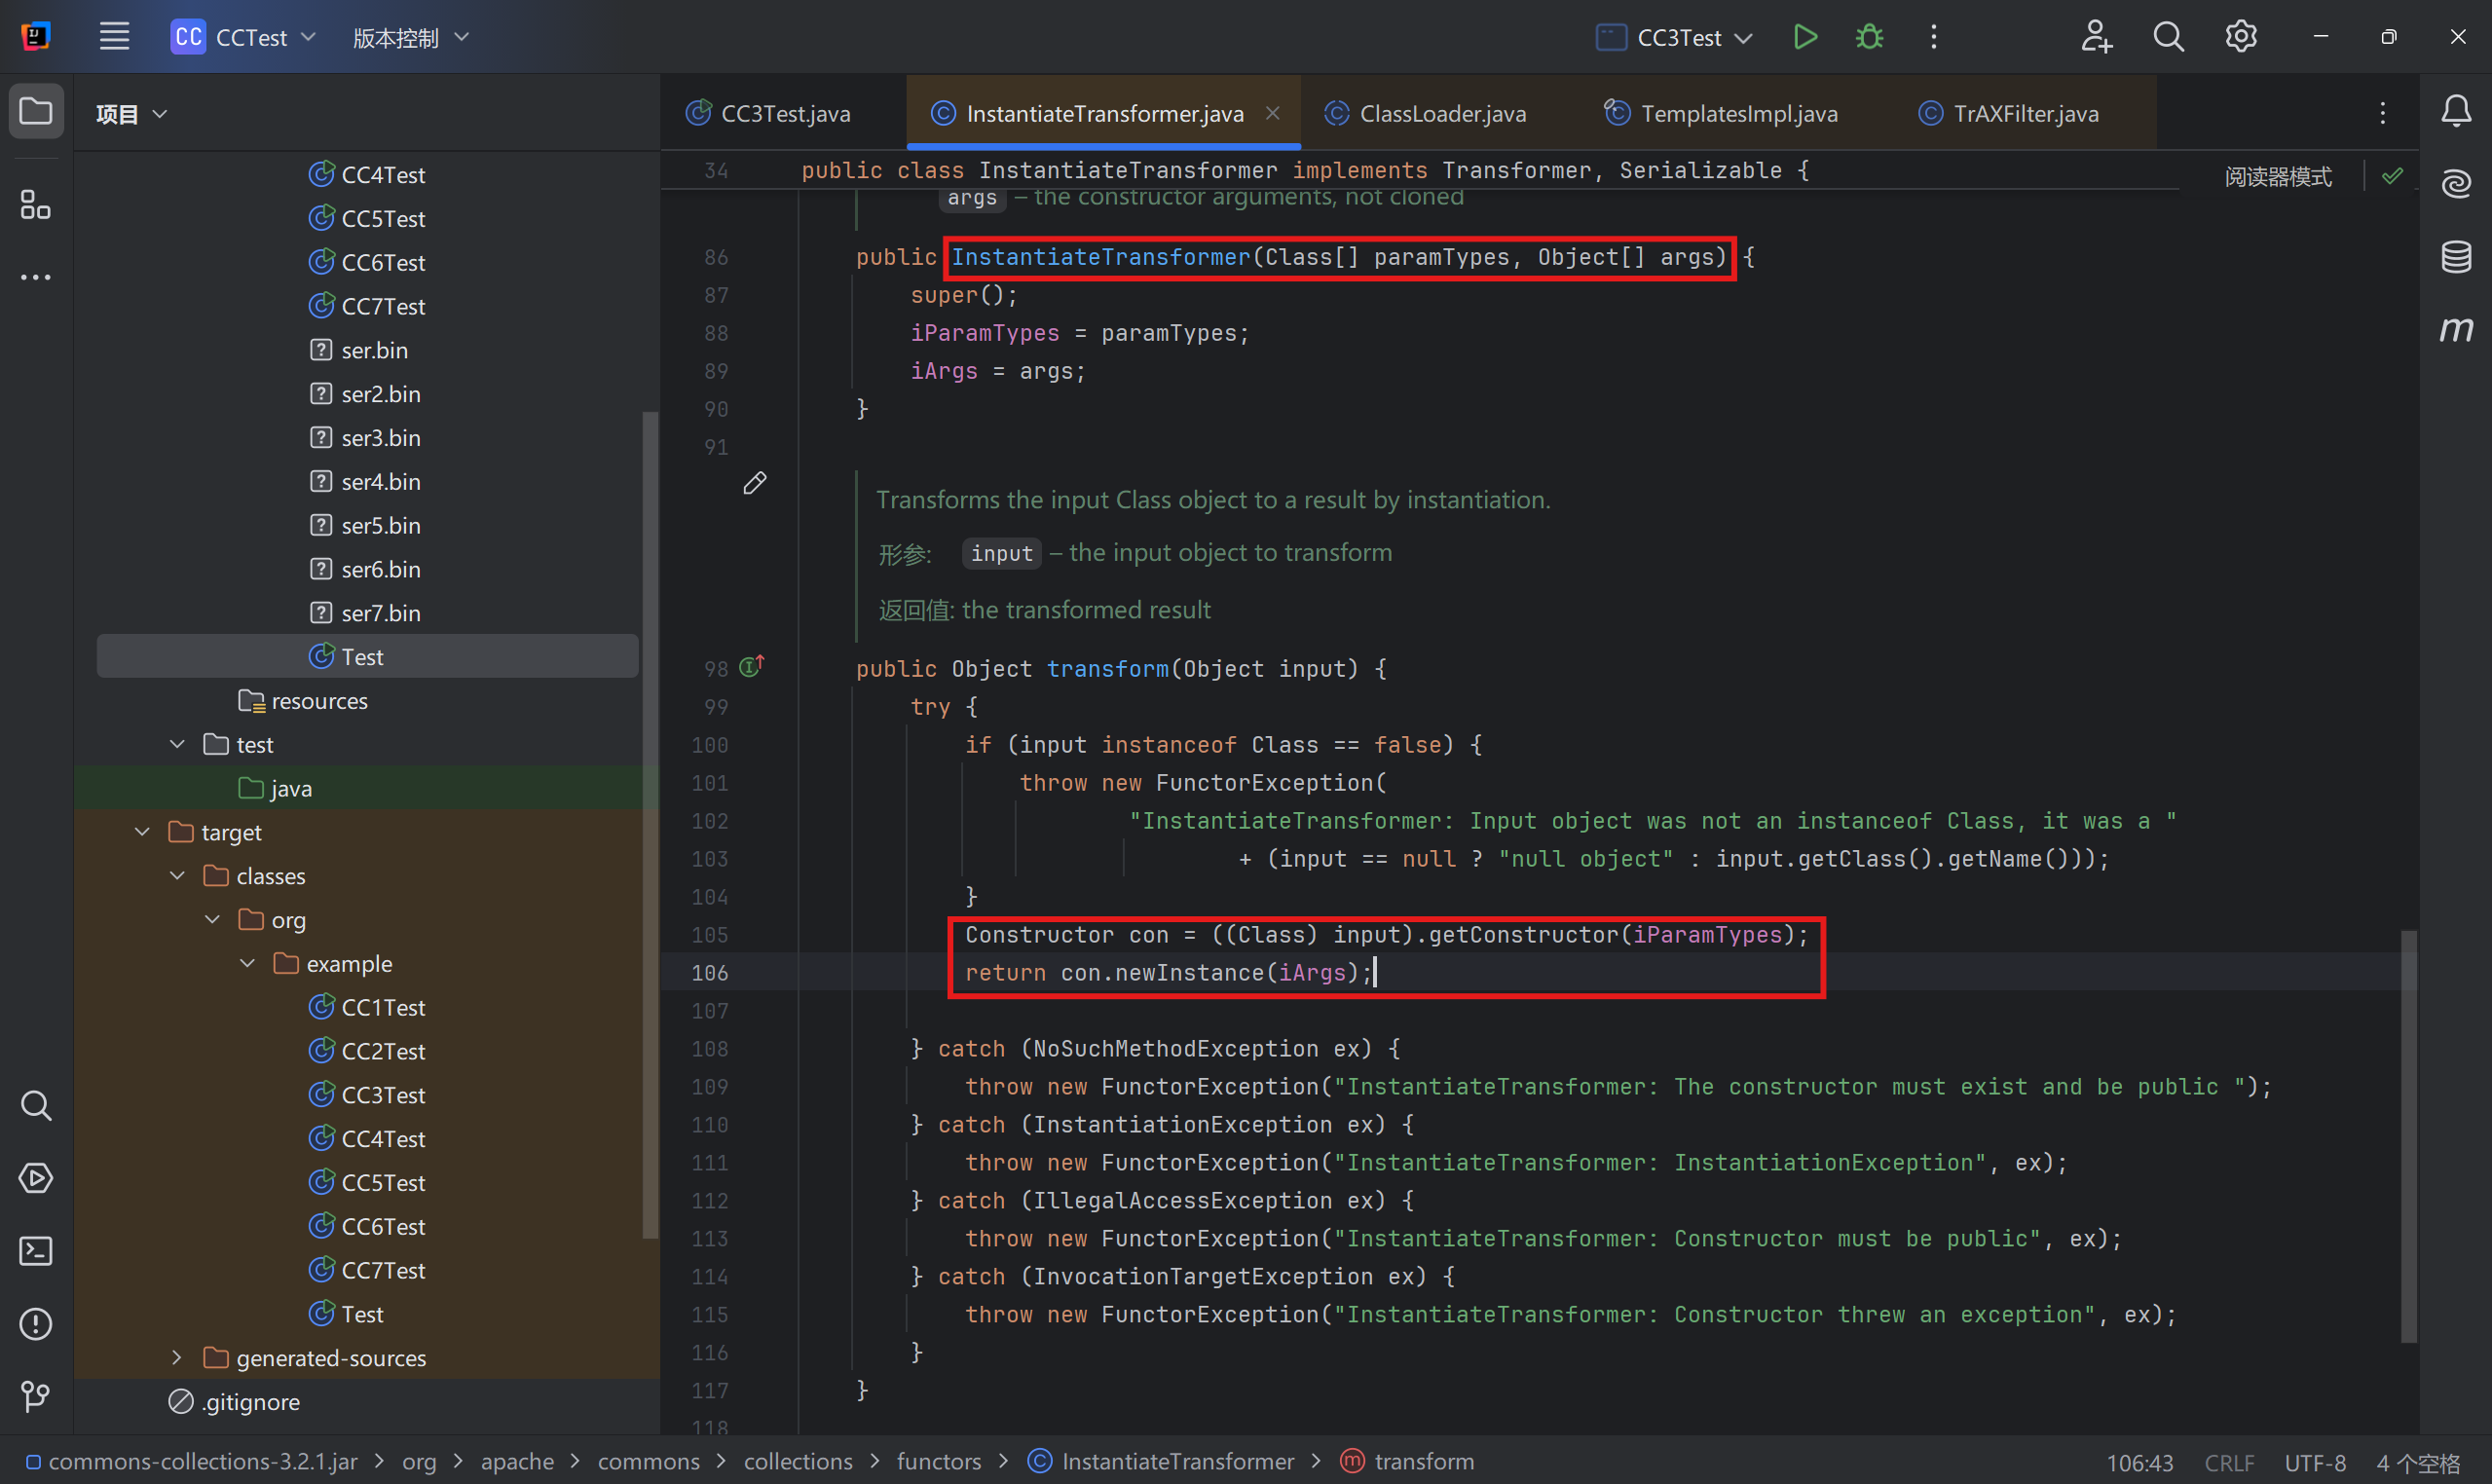 CC CCTest 版本控制 CC3Test
项目
CC4Test
CC5Test
CC6Test
CC7Test
ser.bin
ser2.bin
ser3.bin
ser4.bin
ser5.bin
ser6.bin
ser7.bin
Test
resources
test
java
target
classes
org
example
CC1Test
CC2Test
CC3Test
CC4Test
CC5Test
CC6Test
CC7Test
Test
generated-sources
.gitignore
CC3Test.java InstantiateTransformer.java ClassLoader.java TemplatesImpl.java TrAXFilter.java
34 public class InstantiateTransformer implements Transformer, Serializable {
阅读器模式
args – the constructor arguments, not cloned
86 public InstantiateTransformer(Class[] paramTypes, Object[] args) {
87 super();
88 iParamTypes = paramTypes;
89 iArgs = args;
90 }
91
Transforms the input Class object to a result by instantiation.
形参: input – the input object to transform
返回值: the transformed result
98 public Object transform(Object input) {
99 try {
100 if (input instanceof Class == false) {
101 throw new FunctorException(
102 "InstantiateTransformer: Input object was not an instanceof Class, it was a "
103 + (input == null ? "null object" : input.getClass().getName()));
104 }
105 Constructor con = ((Class) input).getConstructor(iParamTypes);
106 return con.newInstance(iArgs);
107
108 } catch (NoSuchMethodException ex) {
109 throw new FunctorException("InstantiateTransformer: The constructor must exist and be public ");
110 } catch (InstantiationException ex) {
111 throw new FunctorException("InstantiateTransformer: InstantiationException", ex);
112 } catch (IllegalAccessException ex) {
113 throw new FunctorException("InstantiateTransformer: Constructor must be public", ex);
114 } catch (InvocationTargetException ex) {
115 throw new FunctorException("InstantiateTransformer: Constructor threw an exception", ex);
116 }
117 }
118
commons-collections-3.2.1.jar > org > apache > commons > collections > functors > InstantiateTransformer > transform
106:43 CRLF UTF-8 4 个空格